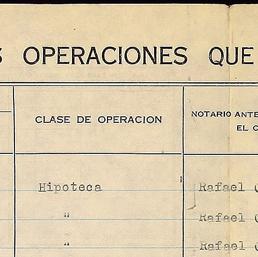 OPERACIONES QUE
CLASE DE OPERACION
NOTARIO ANTE
EL
Hipoteca " Rafael
" Rafael
" Rafael